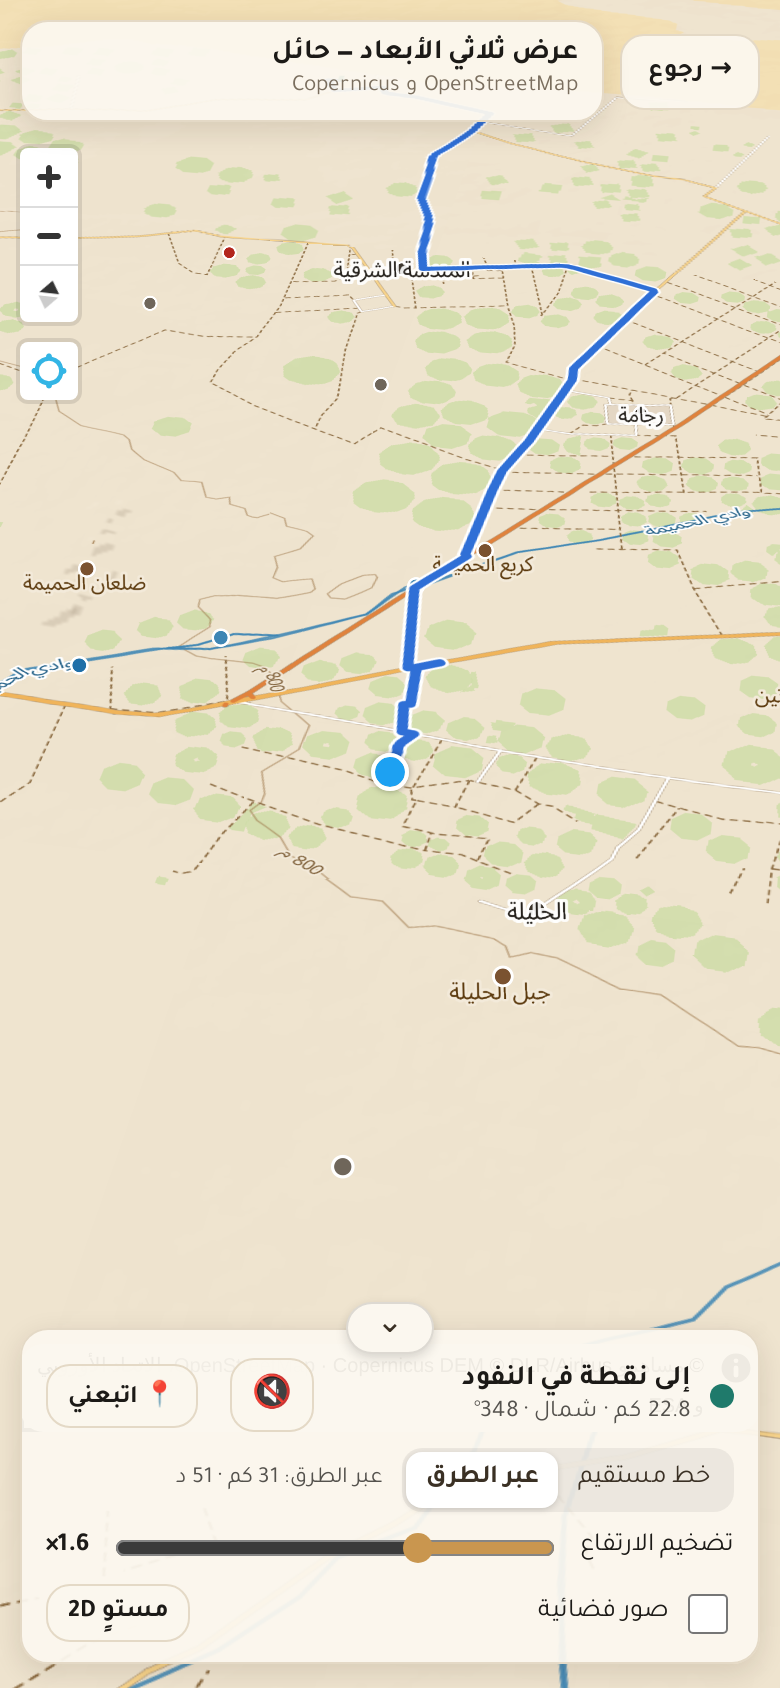 ← رجوع
عرض ثلاثي الأبعاد – حائل
OpenStreetMap و Copernicus
الشرقية
رجامة
وادي الحميمة
كريع الحميمة
ضلعان الحميمة
وادي
800 م
800 م
الحليلة
جبل الحليلة
إلى نقطة في النفود
22.8 كم · شمال · 348°
📍 اتبعني
خط مستقيم
عبر الطرق
عبر الطرق: 31 كم · 51 د
تضخيم الارتفاع
×1.6
صور فضائية
مستوٍ 2D